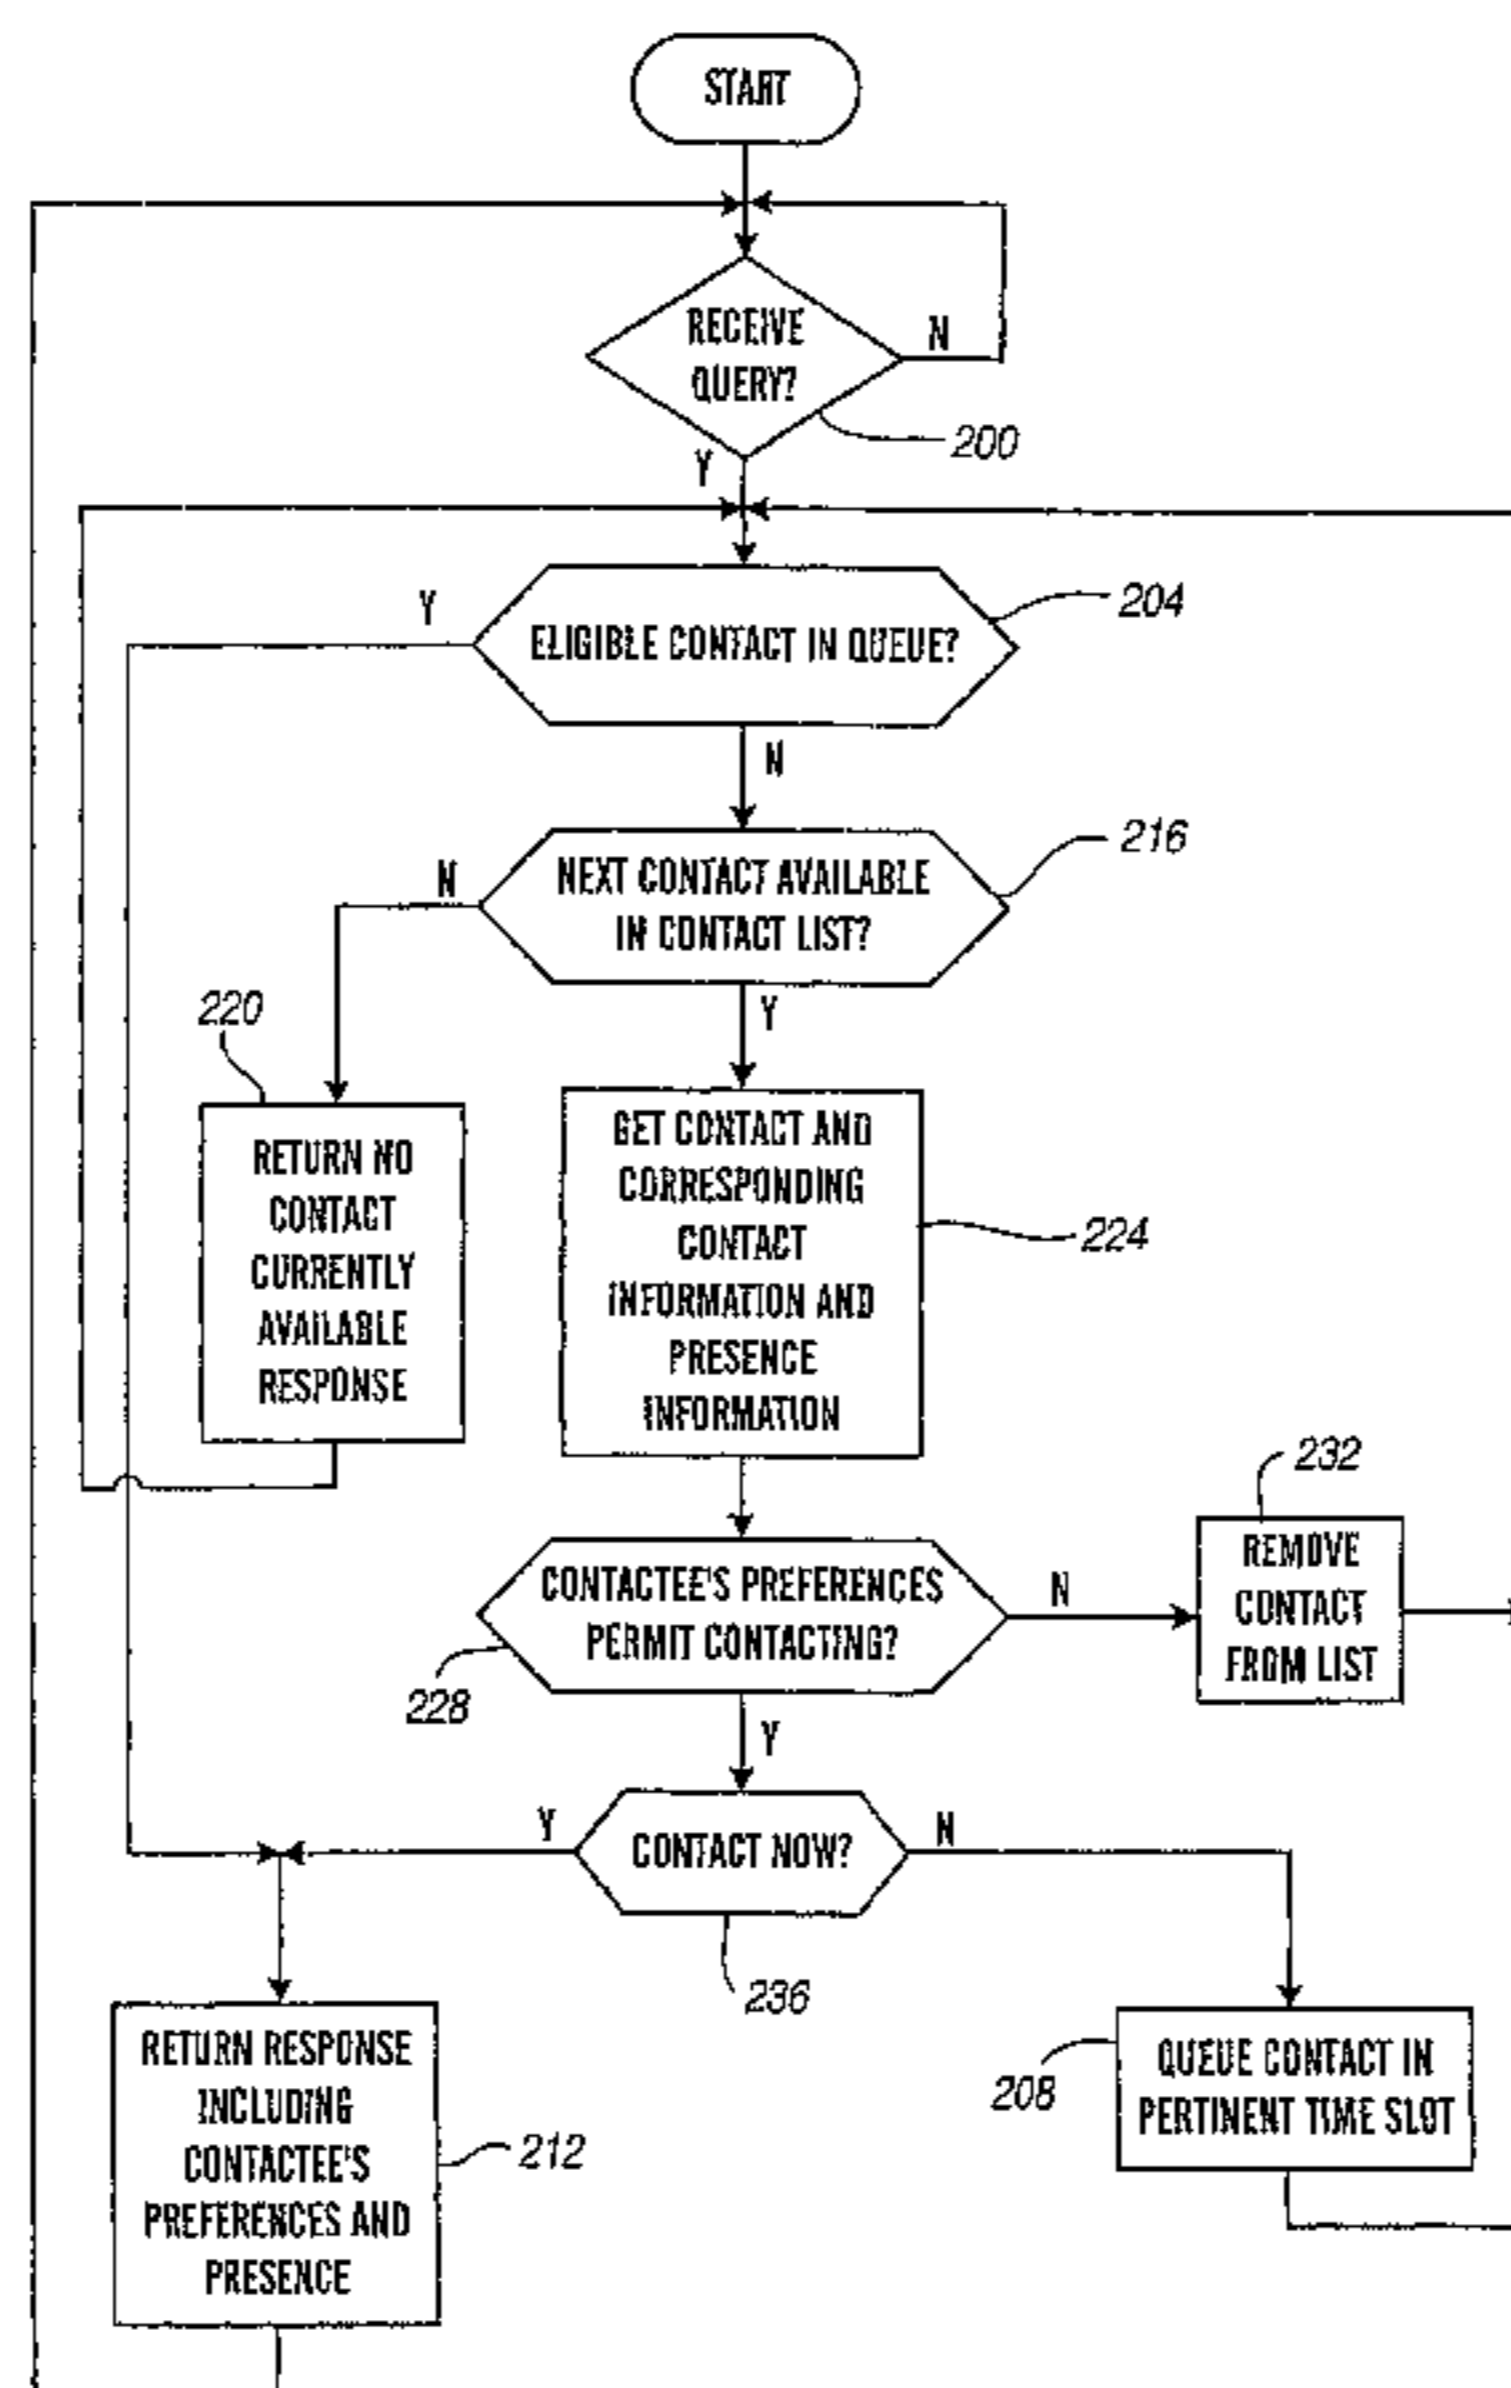 START
RECEIVE
QUERY?
N
200
Y
Y
204
ELIGIBLE CONTACT IN QUEUE?
N
216
N
NEXT CONTACT AVAILABLE
IN CONTACT LIST?
Y
220
RETURN NO
CONTACT
CURRENTLY
AVAILABLE
RESPONSE
GET CONTACT AND
CORRESPONDING
CONTACT
INFORMATION AND
PRESENCE
INFORMATION
224
232
REMOVE
CONTACT
FROM LIST
CONTACTEE'S PREFERENCES
PERMIT CONTACTING?
N
228
Y
Y
CONTACT NOW?
N
236
RETURN RESPONSE
INCLUDING
CONTACTEE'S
PREFERENCES AND
PRESENCE
212
208
QUEUE CONTACT IN
PERTINENT TIME SLOT